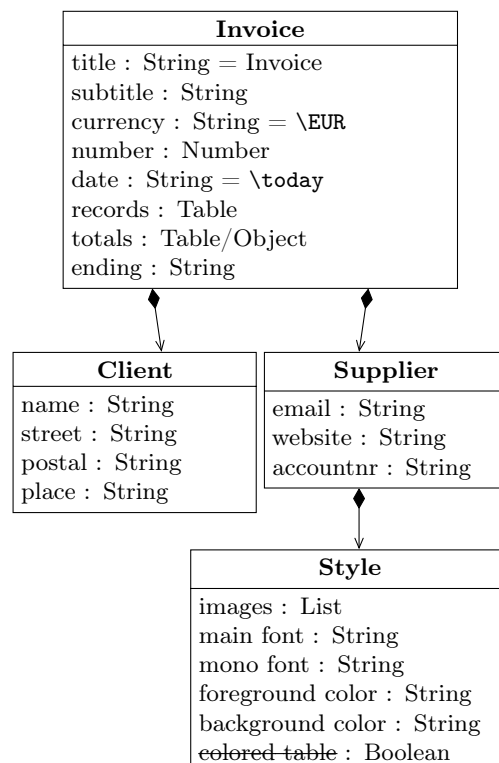 Invoice
title : String = Invoice
subtitle : String
currency : String = \EUR
number : Number
date : String = \today
records : Table
totals : Table/Object
ending : String
Client
name : String
street : String
postal : String
place : String
Supplier
email : String
website : String
accountnr : String
Style
images : List
main font : String
mono font : String
foreground color : String
background color : String
colored table : Boolean